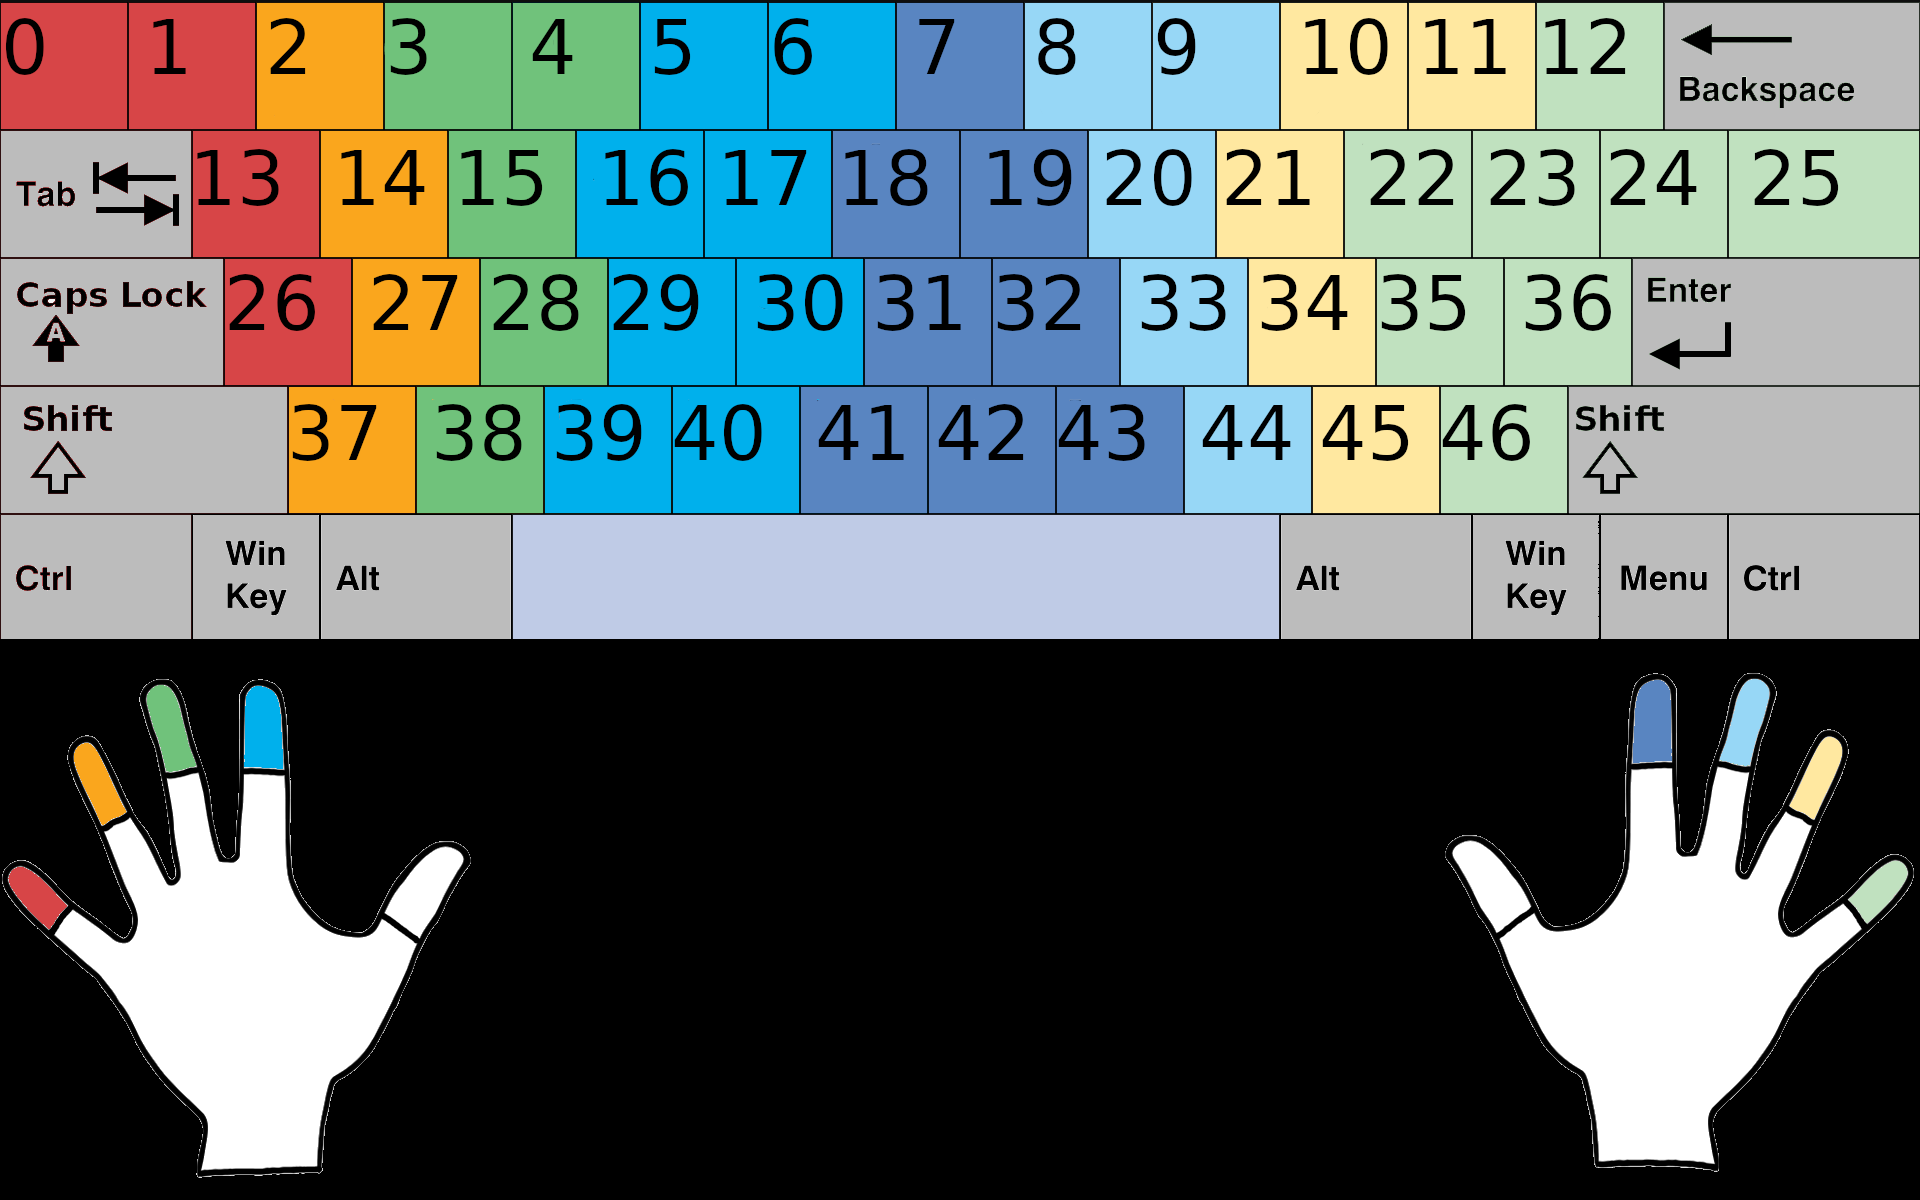 0 1 2 3 4 5 6 7 8 9 10 11 12 Backspace
Tab 13 14 15 16 17 18 19 20 21 22 23 24 25
Caps Lock A 26 27 28 29 30 31 32 33 34 35 36 Enter
Shift 37 38 39 40 41 42 43 44 45 46 Shift
Ctrl Win Key Alt Alt Win Key Menu Ctrl